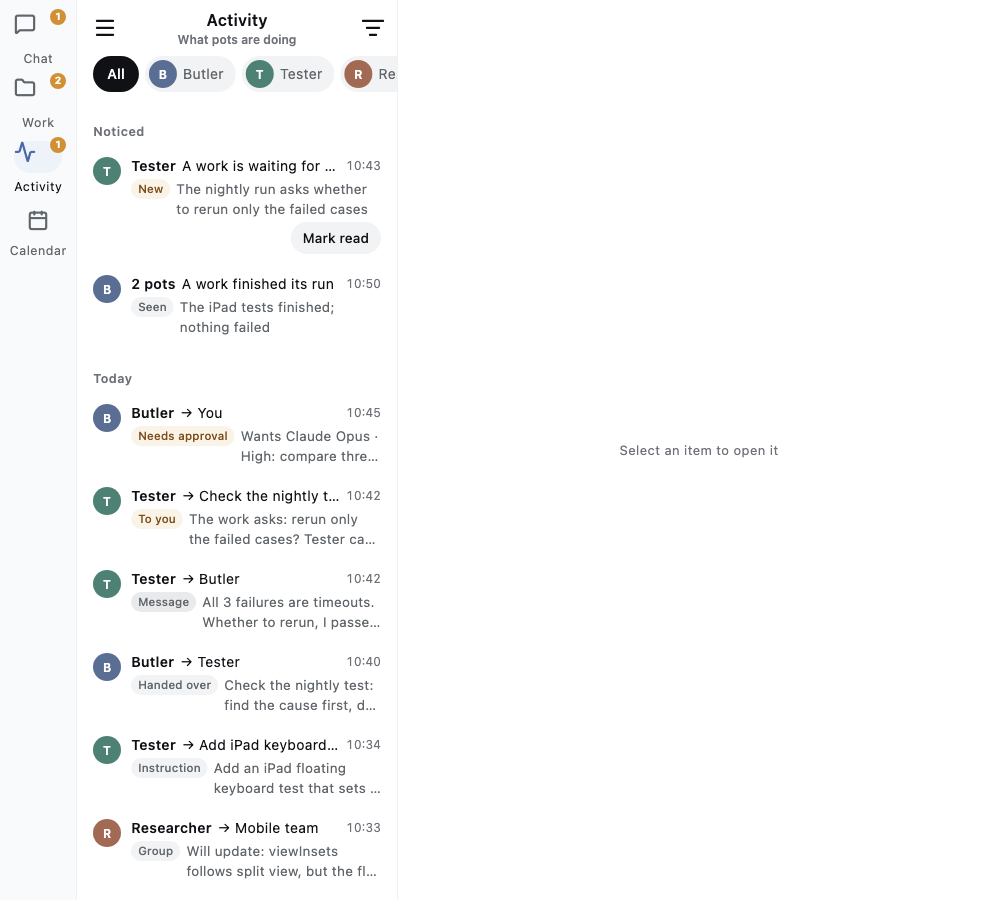 1
Chat
2
Work
1
Activity
Calendar
Activity
What pots are doing
All
B Butler
T Tester
R Re
Noticed
T Tester A work is waiting for ... 10:43
New The nightly run asks whether
to rerun only the failed cases
Mark read
B 2 pots A work finished its run 10:50
Seen The iPad tests finished;
nothing failed
Today
B Butler → You 10:45
Needs approval Wants Claude Opus ·
High: compare thre...
T Tester → Check the nightly t... 10:42
To you The work asks: rerun only
the failed cases? Tester ca...
T Tester → Butler 10:42
Message All 3 failures are timeouts.
Whether to rerun, I passe...
B Butler → Tester 10:40
Handed over Check the nightly test:
find the cause first, d...
T Tester → Add iPad keyboard... 10:34
Instruction Add an iPad floating
keyboard test that sets ...
R Researcher → Mobile team 10:33
Group Will update: viewInsets
follows split view, but the fl...
Select an item to open it